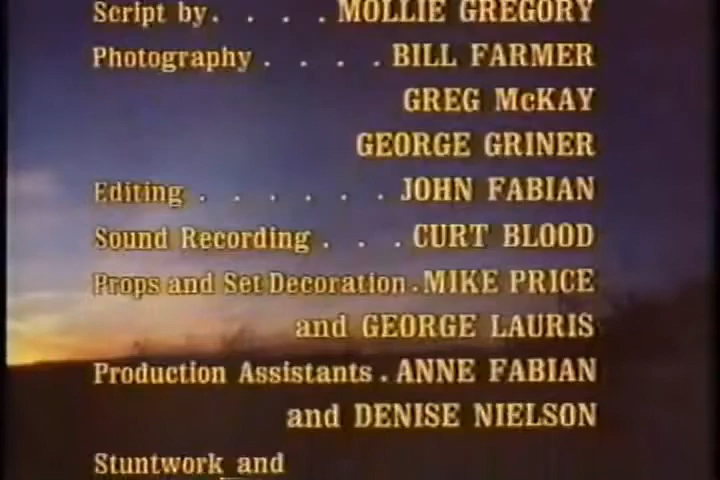 Script by. . . . . MOLLIE GREGORY
Photography . . . . BILL FARMER
GREG McKAY
GEORGE GRINER
Editing . . . . . . JOHN FABIAN
Sound Recording . . . CURT BLOOD
Props and Set Decoration . MIKE PRICE
and GEORGE LAURIS
Production Assistants . ANNE FABIAN
and DENISE NIELSON
Stuntwork and